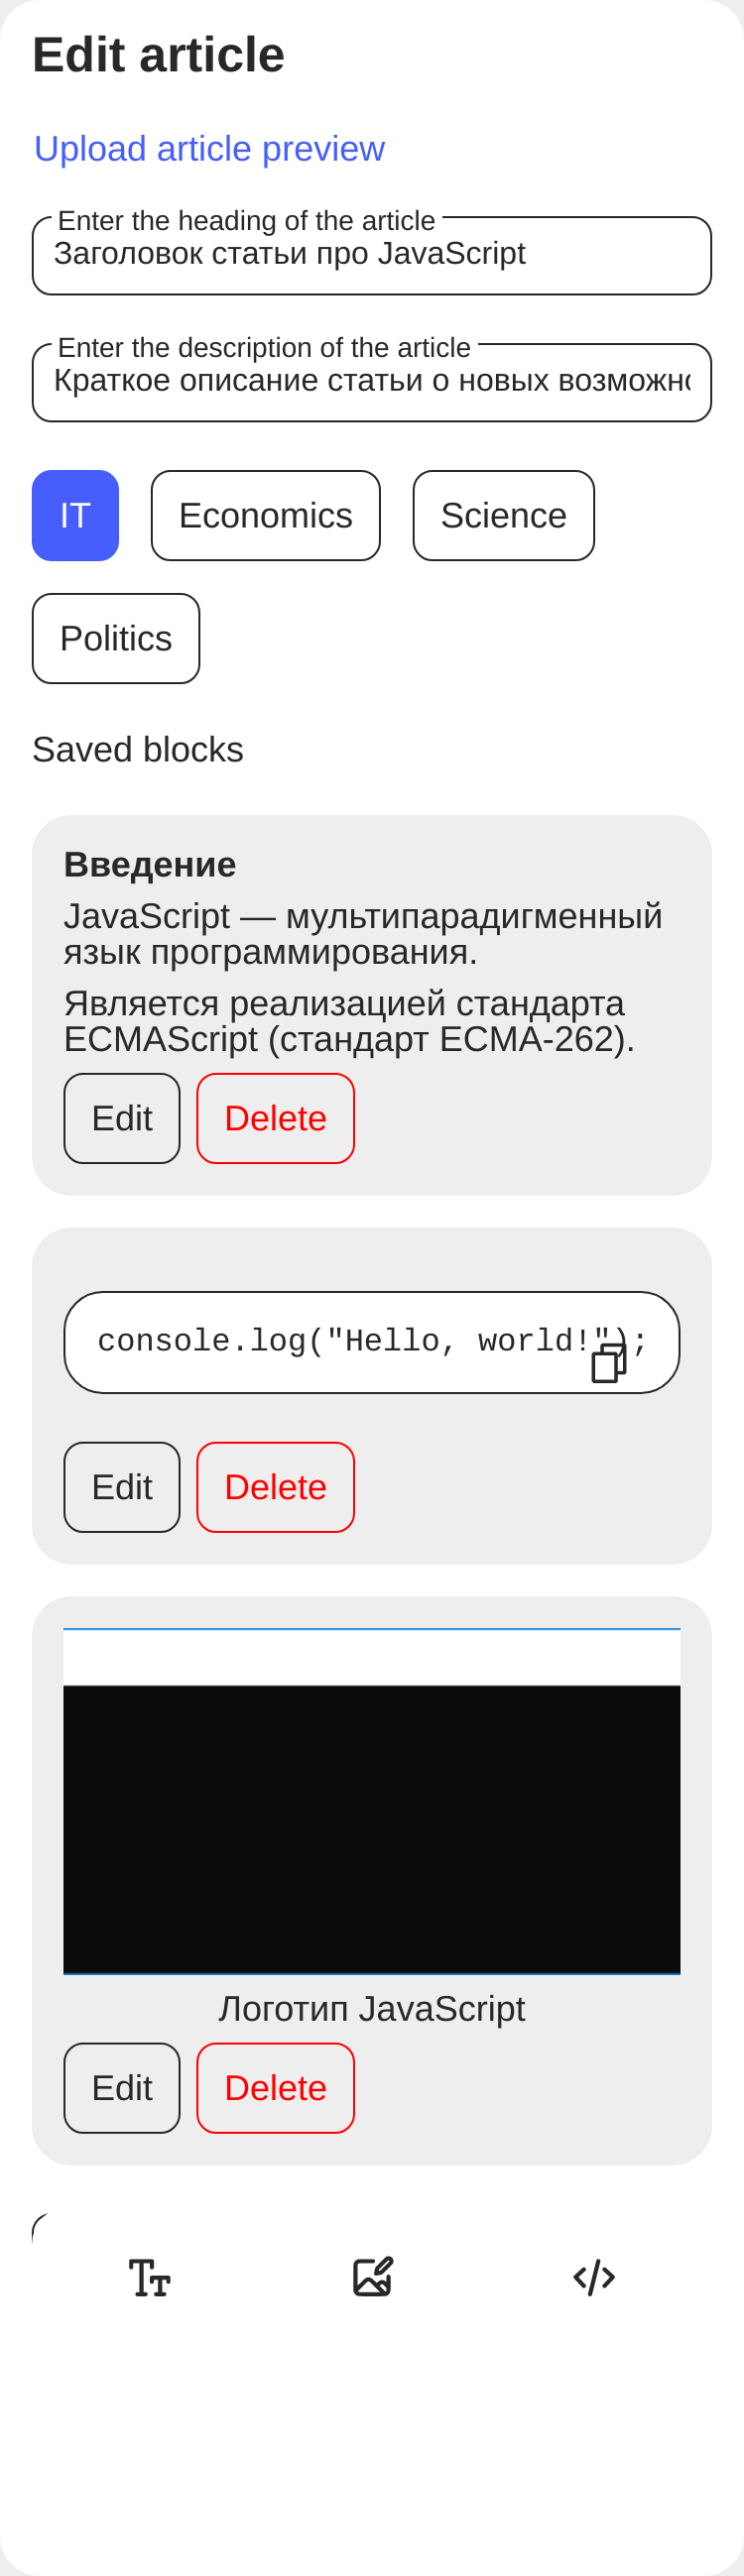 Edit article
Upload article preview
Enter the heading of the article
Заголовок статьи про JavaScript
Enter the description of the article
Краткое описание статьи о новых
IT
Economics
Science
Politics
Saved blocks
Введение
JavaScript — мультипарадигменный
язык программирования.
Является реализацией стандарта
ECMAScript (стандарт ECMA-262).
Edit
Delete
console.log("Hello, world!");
Edit
Delete
Логотип JavaScript
Edit
Delete